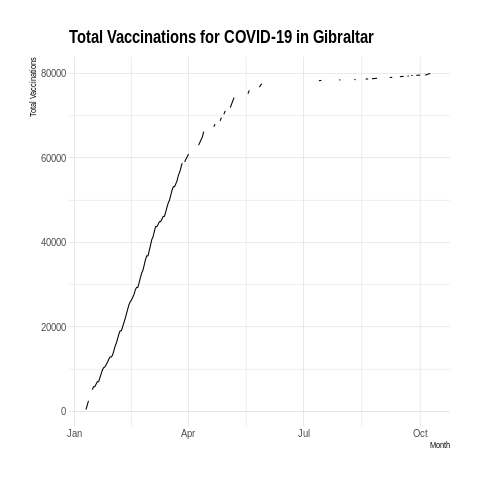 Total Vaccinations for COVID-19 in Gibraltar
Total Vaccinations
80000
60000
40000
20000
0
Jan Apr Jul Oct
Month